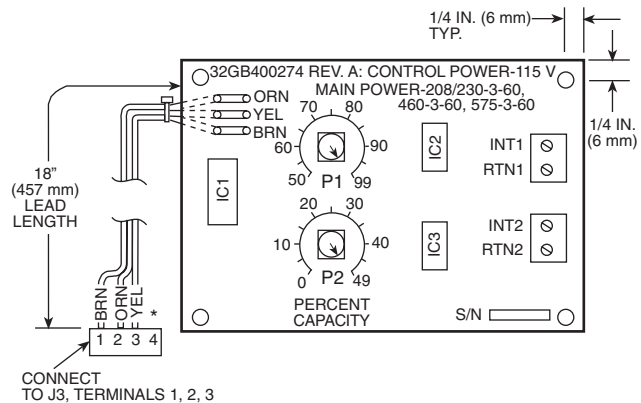 1/4 IN. (6 mm)
TYP.
32GB400274 REV. A: CONTROL POWER-115 V
MAIN POWER-208/230-3-60,
460-3-60, 575-3-60
1/4 IN.
(6 mm)
ORN
YEL
BRN
18"
(457 mm)
LEAD
LENGTH
IC1
70 80
60 90
50 P1 99
IC2
INT1
RTN1
20 30
10 40
0 P2 49
IC3
INT2
RTN2
PERCENT
CAPACITY
S/N
BRN
ORN
YEL
*
1 2 3 4
CONNECT
TO J3, TERMINALS 1, 2, 3